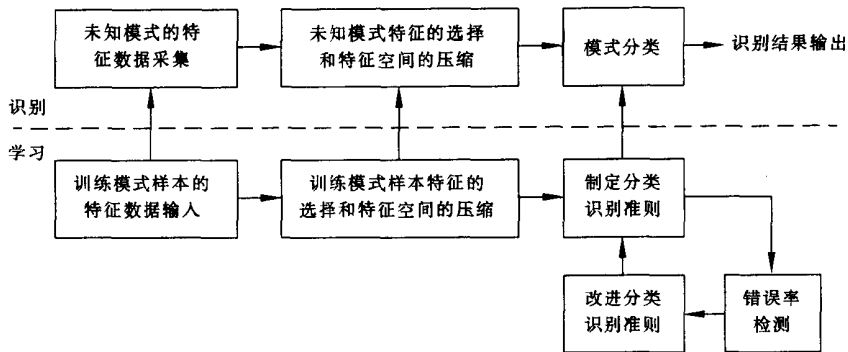 未知模式的特
征数据采集
未知模式特征的选择
和特征空间的压缩
模式分类
识别结果输出
识别
学习
训练模式样本的
特征数据输入
训练模式样本特征的
选择和特征空间的压缩
制定分类
识别准则
改进分类
识别准则
错误率
检测